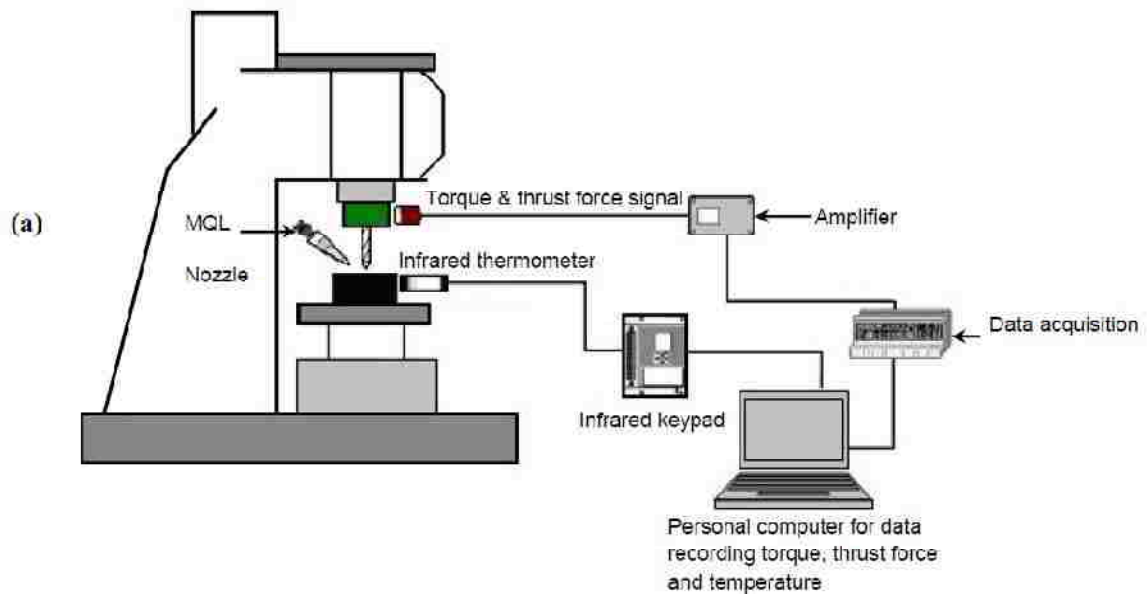 (a)
MQL
Nozzle
Torque & thrust force signal
Amplifier
Infrared thermometer
Data acquisition
Infrared keypad
Personal computer for data
recording torque, thrust force
and temperature